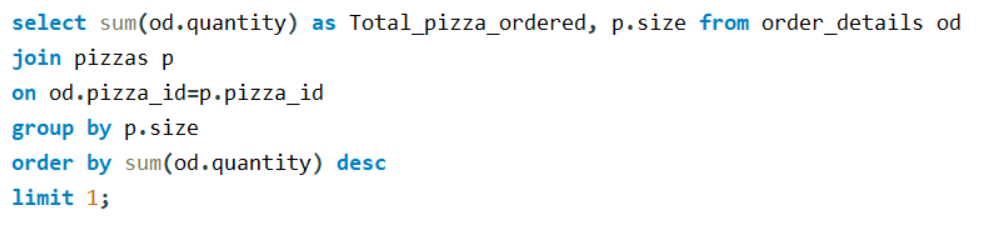 select sum(od.quantity) as Total_pizza_ordered, p.size from order_details od
join pizzas p
on od.pizza_id=p.pizza_id
group by p.size
order by sum(od.quantity) desc
limit 1;